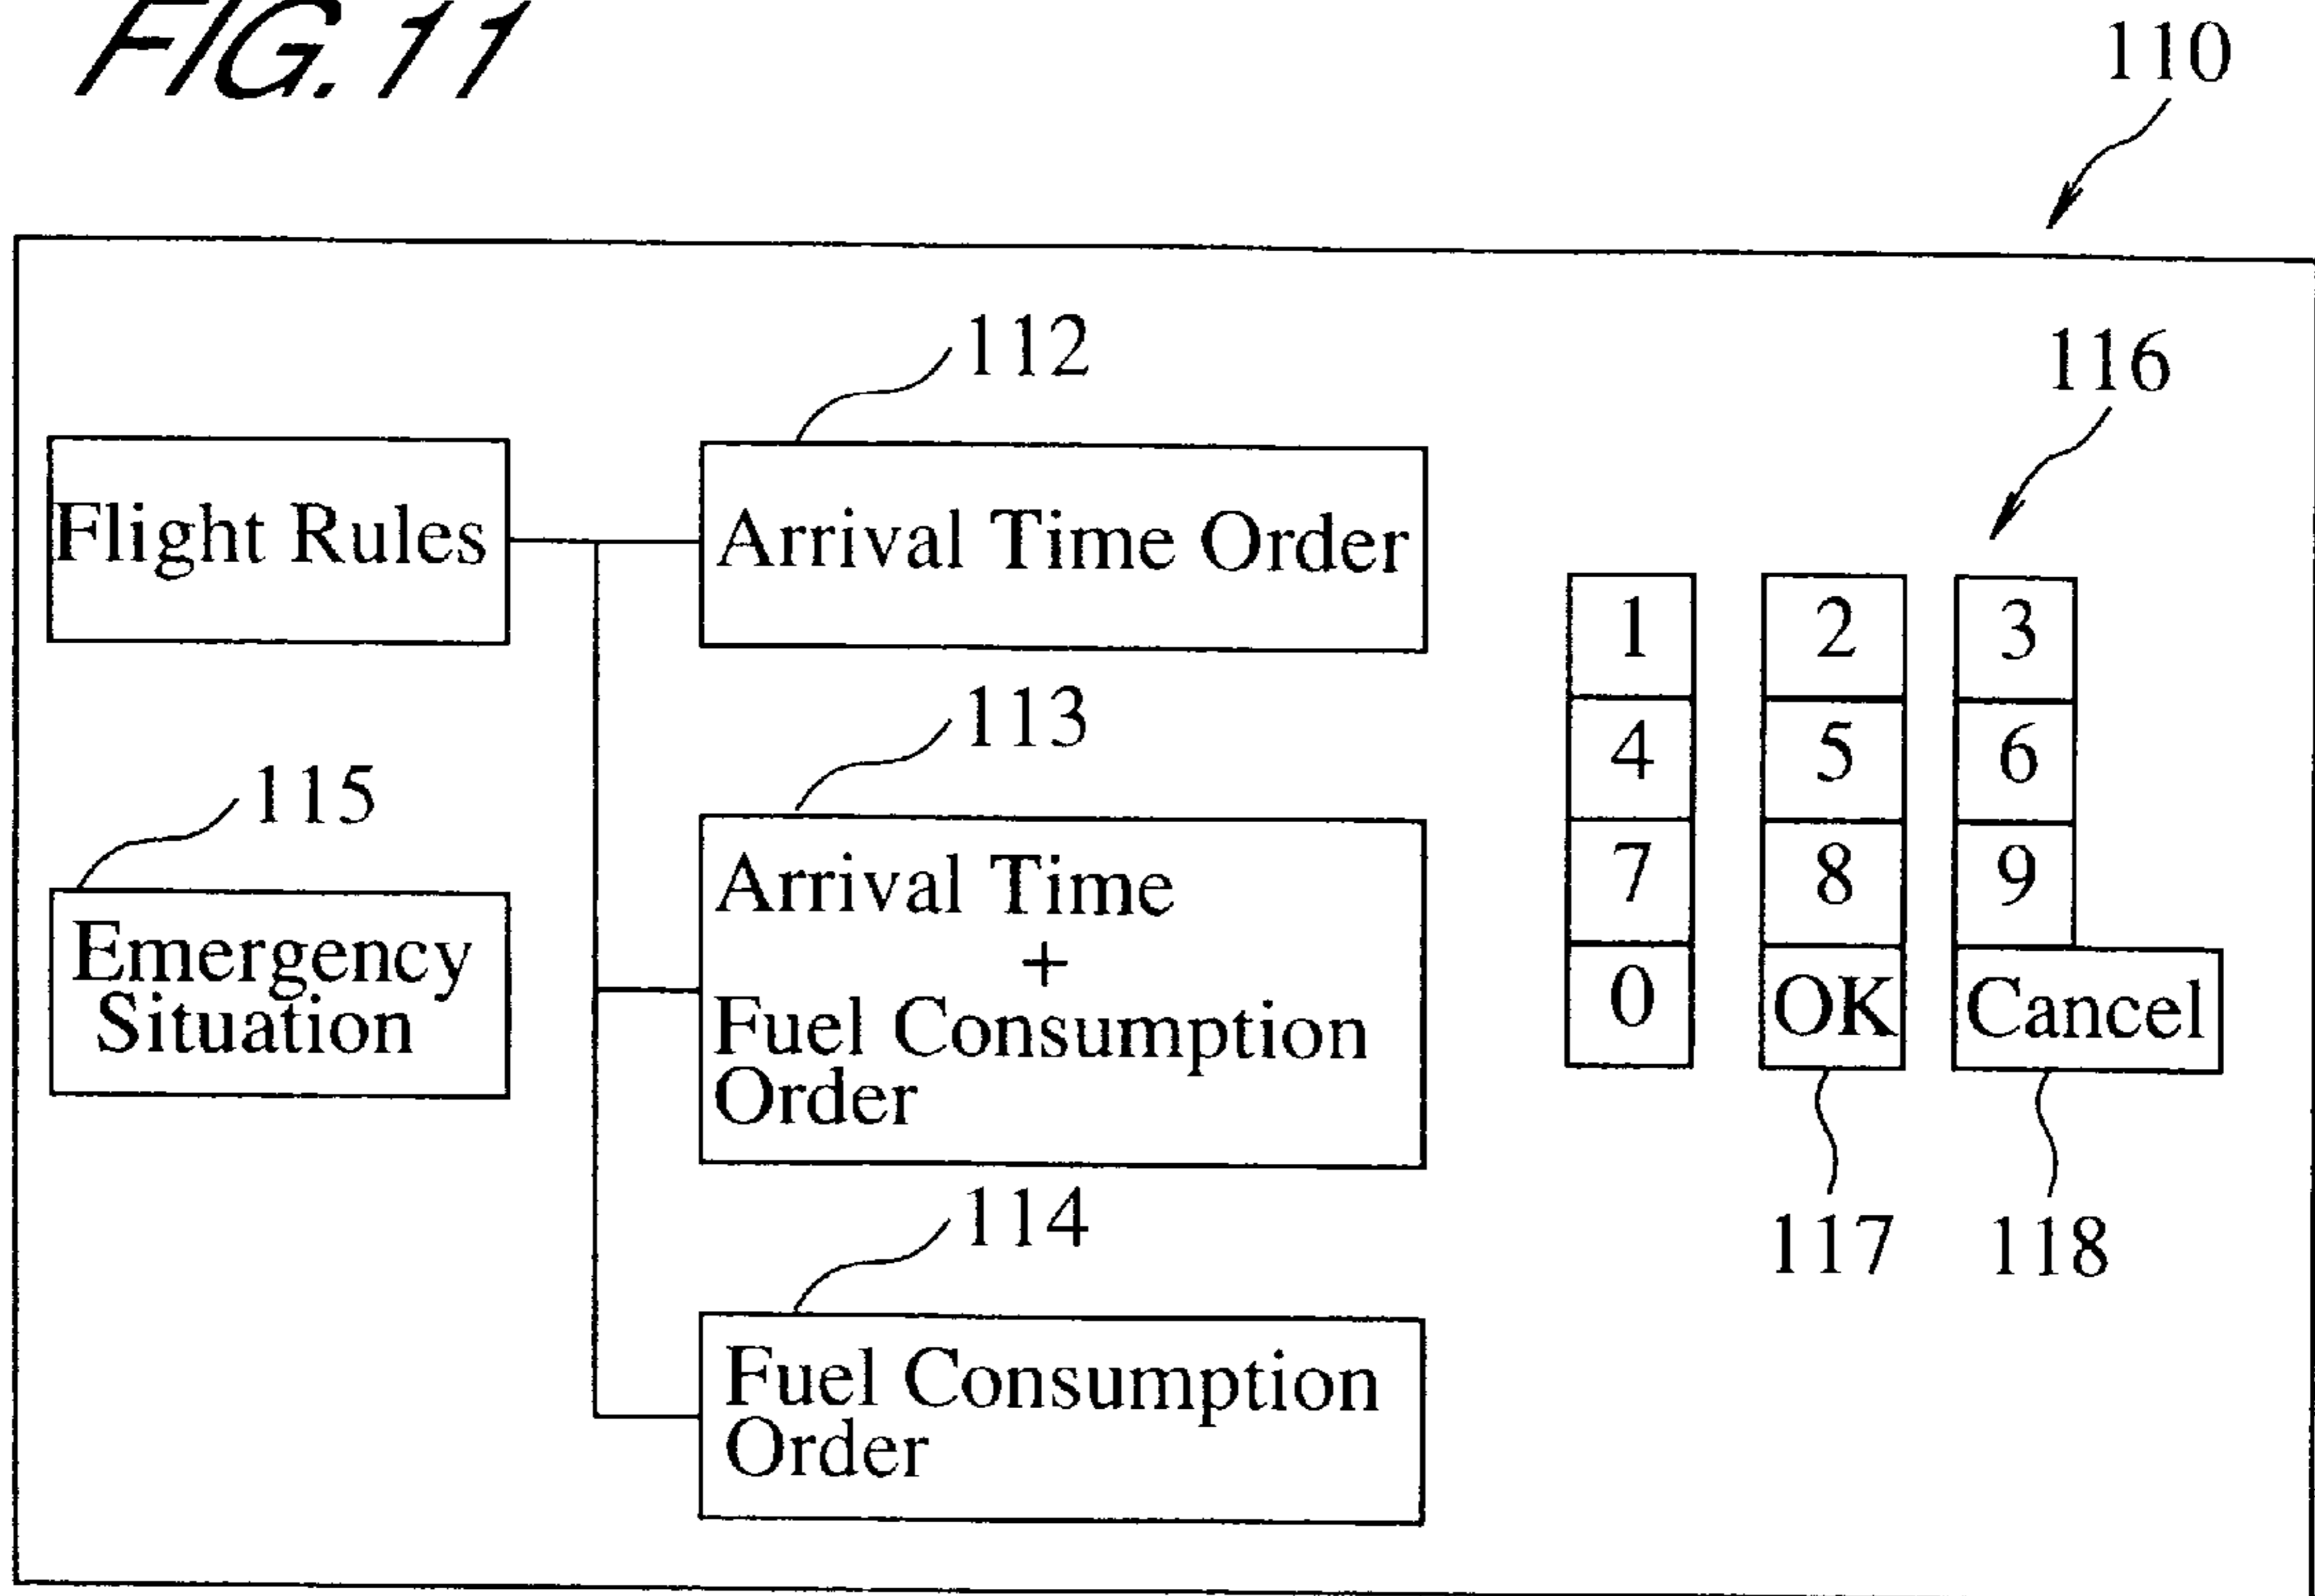 FIG. 11
110
112
116
Flight Rules
Arrival Time Order
1 2 3
113
4 5 6
115
Arrival Time
+
Fuel Consumption
Order
7 8 9
Emergency
Situation
0 OK Cancel
114
117 118
Fuel Consumption
Order